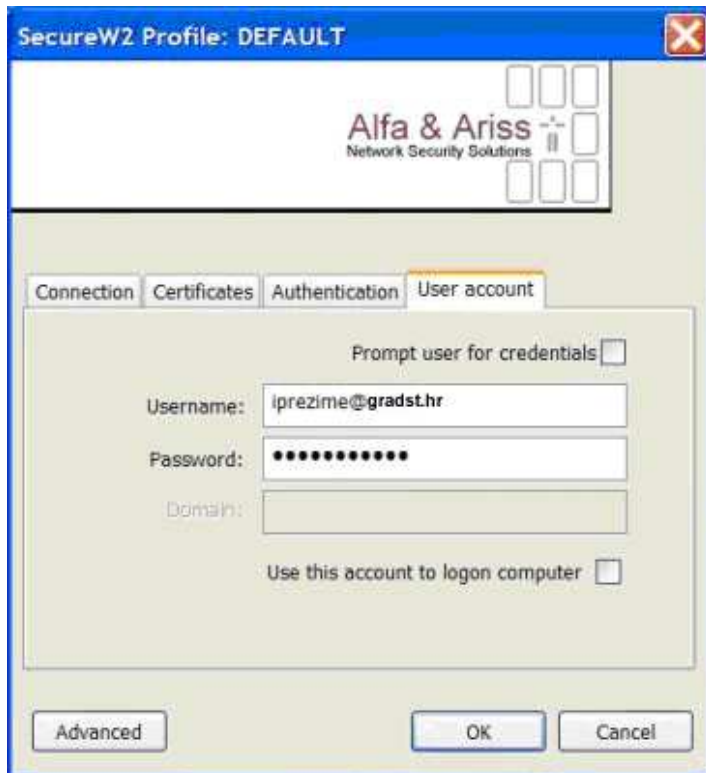 SecureW2 Profile: DEFAULT
Alfa & Ariss
Network Security Solutions
Connection Certificates Authentication User account
Prompt user for credentials
Username: iprezime@gradst.hr
Password: •••••••••••
Domain:
Use this account to logon computer
Advanced OK Cancel